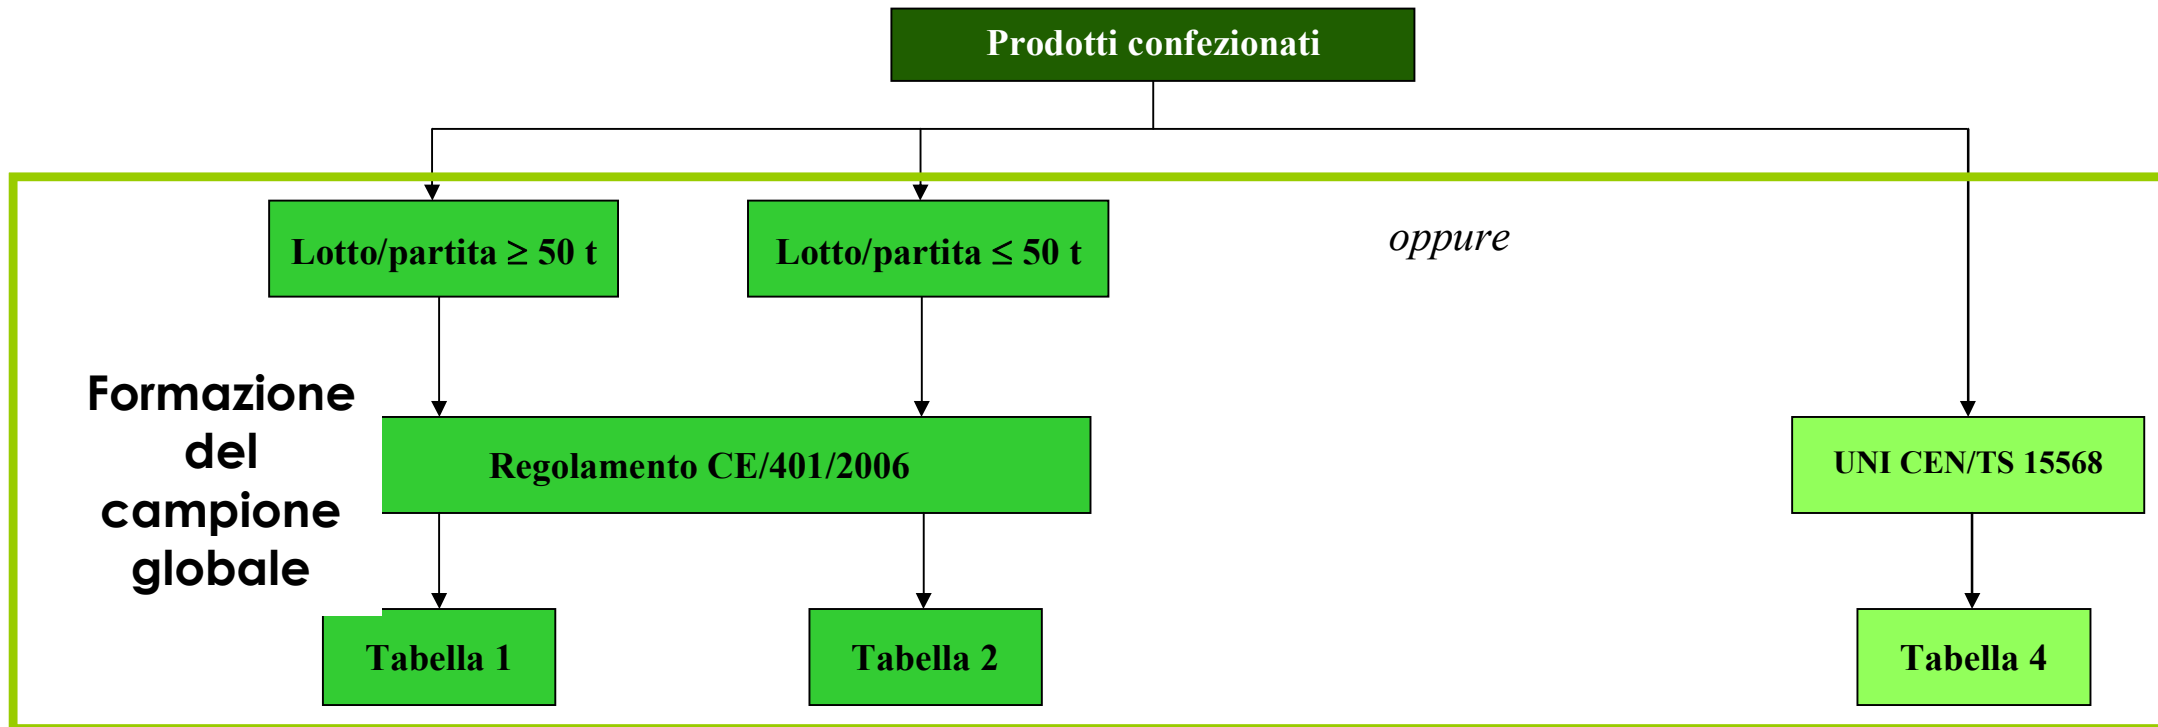 Prodotti confezionati
Lotto/partita ≥ 50 t
Lotto/partita ≤ 50 t
oppure
Formazione
del
campione
globale
Regolamento CE/401/2006
UNI CEN/TS 15568
Tabella 1
Tabella 2
Tabella 4